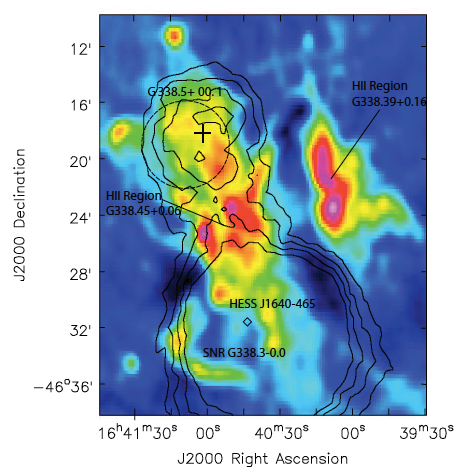 12'
16'
20'
24'
28'
32'
−46°36'
J2000 Declination
G338.5+ 00.1
HII Region
G338.39+0.16
HII Region
G338.45+0.06
HESS J1640-465
SNR G338.3-0.0
16ʰ41ᵐ30ˢ 00ˢ 40ᵐ30ˢ 00ˢ 39ᵐ30ˢ
J2000 Right Ascension